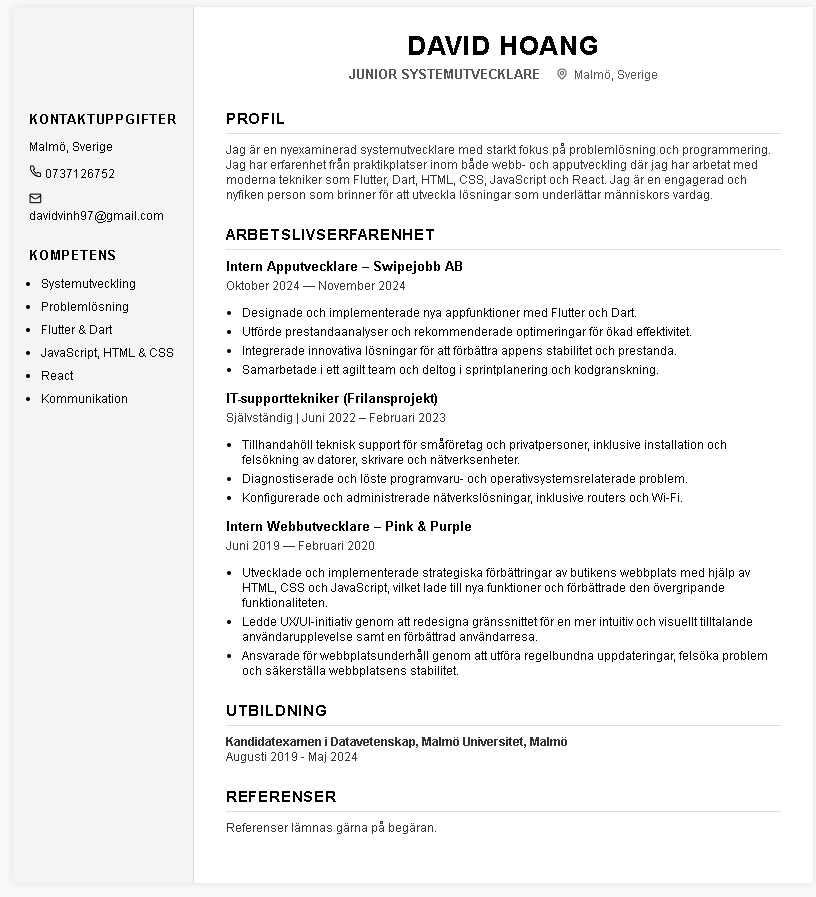 DAVID HOANG
JUNIOR SYSTEMUTVECKLARE Malmö, Sverige
KONTAKTUPPGIFTER
Malmö, Sverige
0737126752
davidvinh97@gmail.com
KOMPETENS
• Systemutveckling
• Problemlösning
• Flutter & Dart
• JavaScript, HTML & CSS
• React
• Kommunikation
PROFIL
Jag är en nyexaminerad systemutvecklare med starkt fokus på problemlösning och programmering.
Jag har erfarenhet från praktikplatser inom både webb- och apputveckling där jag har arbetat med
moderna tekniker som Flutter, Dart, HTML, CSS, JavaScript och React. Jag är en engagerad och
nyfiken person som brinner för att utveckla lösningar som underlättar människors vardag.
ARBETSLIVSERFARENHET
Intern Apputvecklare – Swipejobb AB
Oktober 2024 — November 2024
• Designade och implementerade nya appfunktioner med Flutter och Dart.
• Utförde prestandaanalyser och rekommenderade optimeringar för ökad effektivitet.
• Integrerade innovativa lösningar för att förbättra appens stabilitet och prestanda.
• Samarbetade i ett agilt team och deltog i sprintplanering och kodgranskning.
IT-supporttekniker (Frilansprojekt)
Självständig | Juni 2022 – Februari 2023
• Tillhandahöll teknisk support för småföretag och privatpersoner, inklusive installation och
felsökning av datorer, skrivare och nätverksenheter.
• Diagnostiserade och löste programvaru- och operativsystemsrelaterade problem.
• Konfigurerade och administrerade nätverkslösningar, inklusive routers och Wi-Fi.
Intern Webbutvecklare – Pink & Purple
Juni 2019 — Februari 2020
• Utvecklade och implementerade strategiska förbättringar av butikens webbplats med hjälp av
HTML, CSS och JavaScript, vilket lade till nya funktioner och förbättrade den övergripande
funktionaliteten.
• Ledde UX/UI-initiativ genom att redesigna gränssnittet för en mer intuitiv och visuellt tilltalande
användarupplevelse samt en förbättrad användarresa.
• Ansvarade för webbplatsunderhåll genom att utföra regelbundna uppdateringar, felsöka problem
och säkerställa webbplatsens stabilitet.
UTBILDNING
Kandidatexamen i Datavetenskap, Malmö Universitet, Malmö
Augusti 2019 - Maj 2024
REFERENSER
Referenser lämnas gärna på begäran.